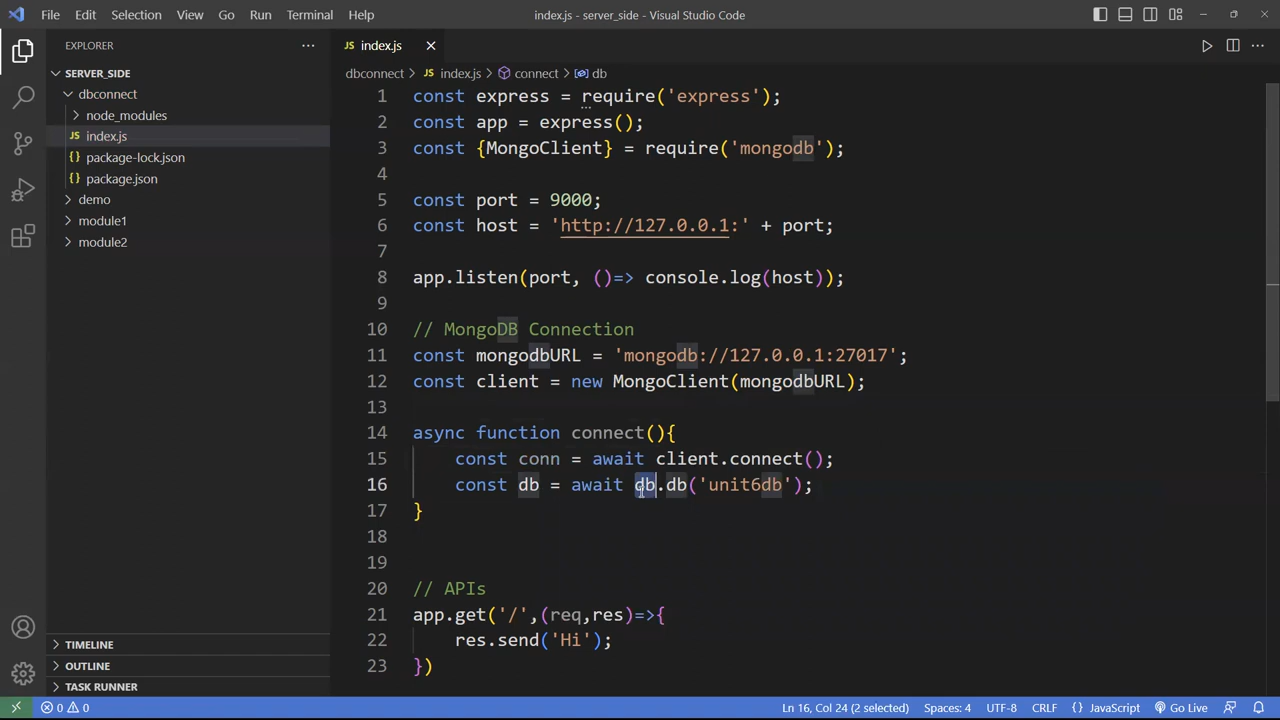 File Edit Selection View Go Run Terminal Help index.js - server_side - Visual Studio Code
EXPLORER
SERVER_SIDE
dbconnect
node_modules
JS index.js
{} package-lock.json
{} package.json
demo
module1
module2
TIMELINE
OUTLINE
TASK RUNNER
JS index.js
dbconnect > JS index.js > connect > db
1 const express = require('express');
2 const app = express();
3 const {MongoClient} = require('mongodb');
4
5 const port = 9000;
6 const host = 'http://127.0.0.1:' + port;
7
8 app.listen(port, ()=> console.log(host));
9
10 // MongoDB Connection
11 const mongodbURL = 'mongodb://127.0.0.1:27017';
12 const client = new MongoClient(mongodbURL);
13
14 async function connect(){
15 const conn = await client.connect();
16 const db = await db.db('unit6db');
17 }
18
19
20 // APIs
21 app.get('/',(req,res)=>{
22 res.send('Hi');
23 })
0 0 Ln 16, Col 24 (2 selected) Spaces: 4 UTF-8 CRLF {} JavaScript Go Live